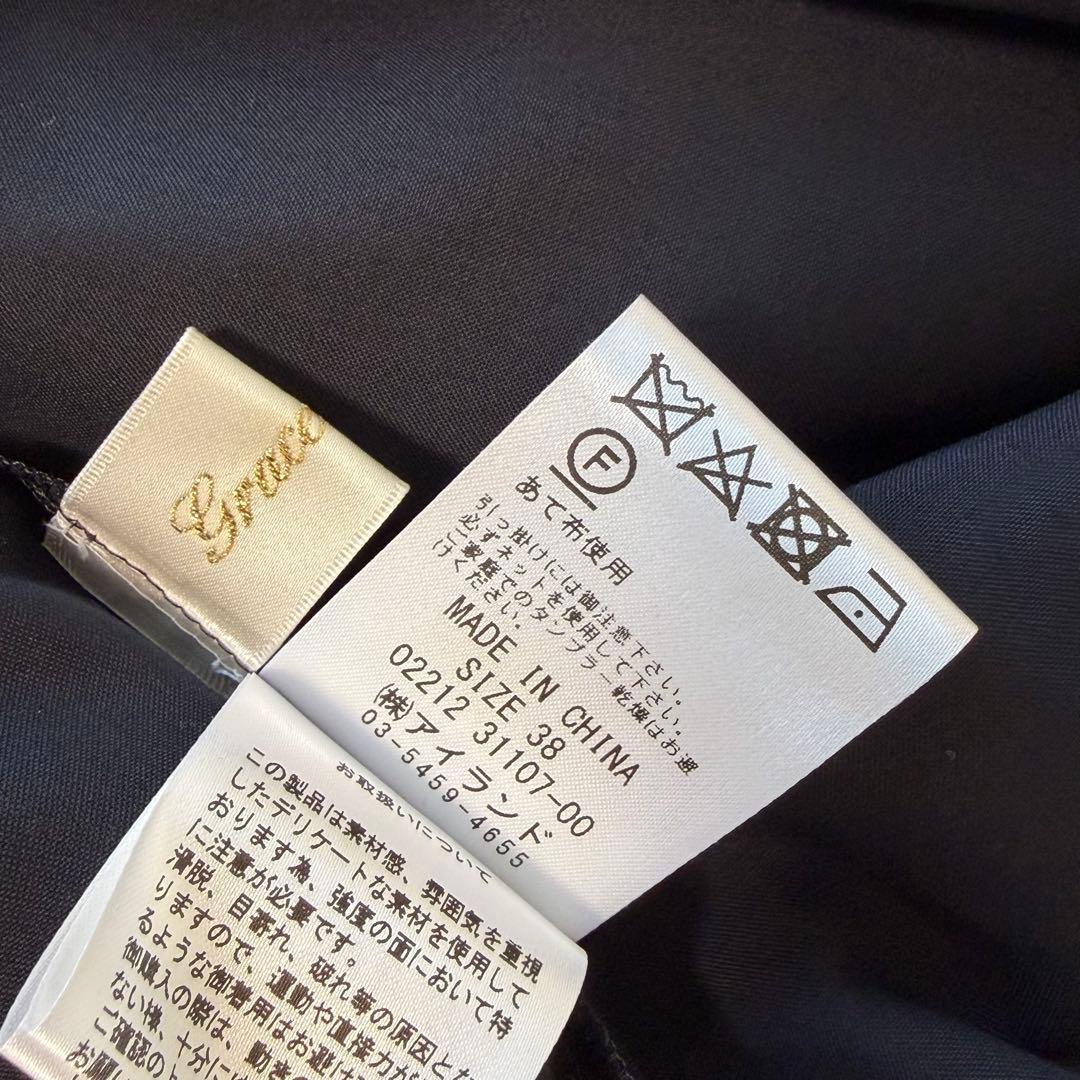 Grace
F
あて布使用
引っ掛けには御注意下さい。
必ずネットを使用して下さい。
ご家庭でのタンブラー乾燥はお避
けください。
MADE IN CHINA
SIZE 38
02212 31107-00
(株)アイランド
03-5459-4655
お取扱いについて
この製品は素材感、雰囲気を重視
したデリケートな素材を使用して
おります為、強度の面において特
に注意が必要です。
滑脱、目寄れ、破れ等の原因とな
りますので、運動や直接力が
るような御着用はお避け
御購入の際は、動き
ない様、十分に
ご確認の上
お願い